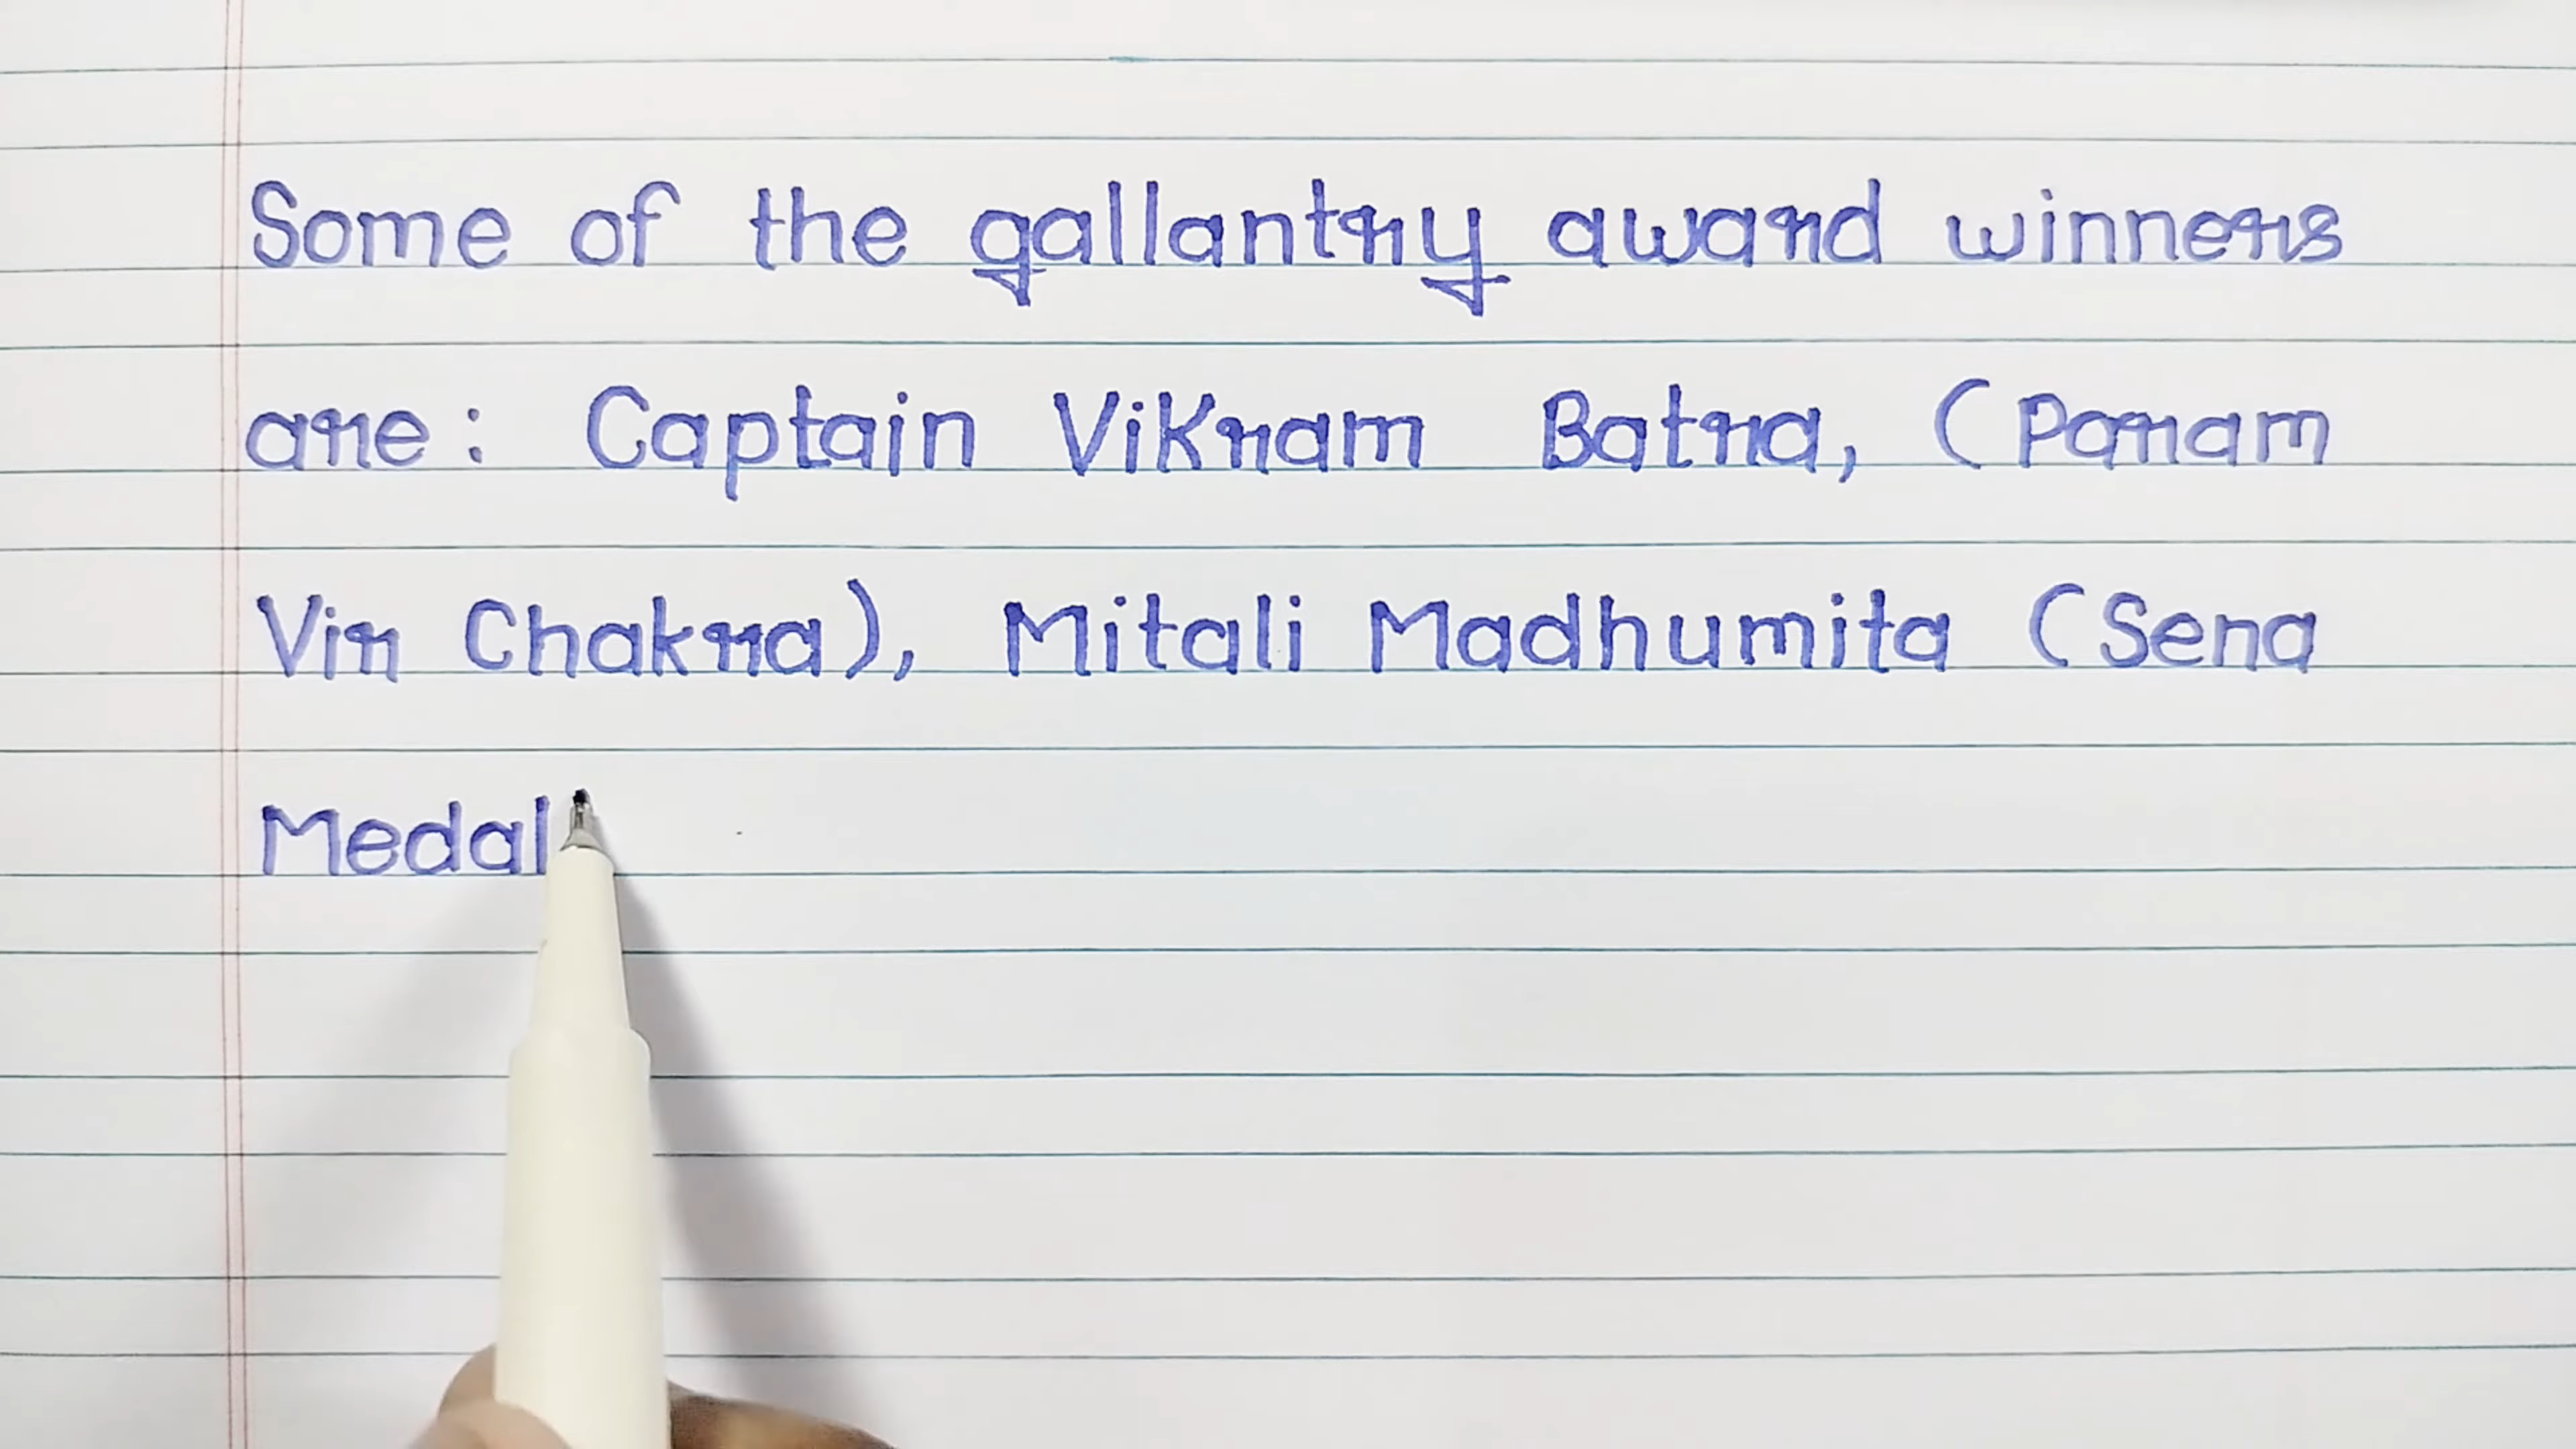 Some of the gallantry award winners
are: Captain Vikram Batra, (Param
Vir Chakra), Mitali Madhumita (Sena
Medal